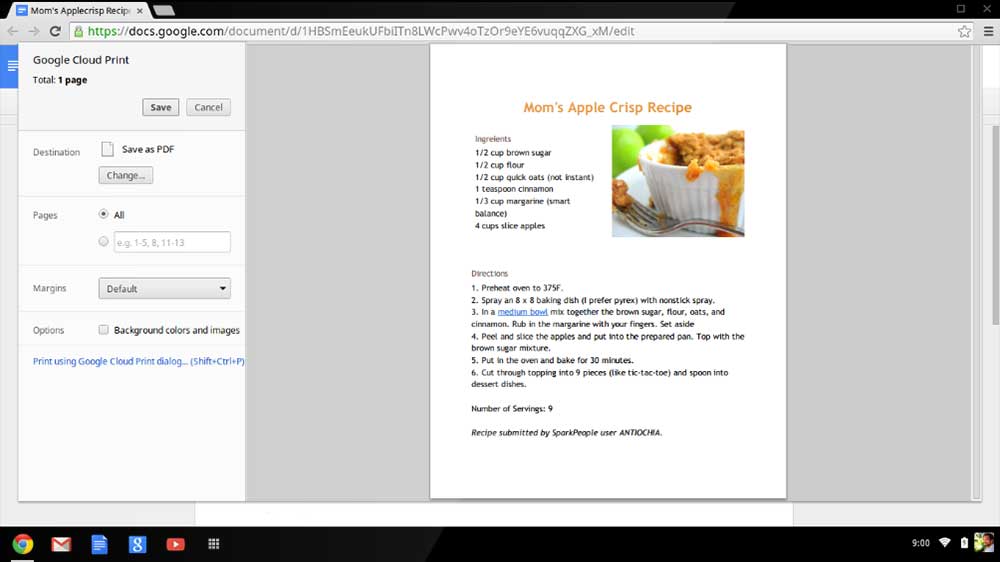 Mom's Applecrisp Recip
https://docs.google.com/document/d/1HBSmEeukUFbiITn8LWcPwv4oTzOr9eYE6vuqqZXG_xM/edit
Google Cloud Print
Total: 1 page
Save
Cancel
Destination
Save as PDF
Change...
Pages
All
e.g. 1-5, 8, 11-13
Margins
Default
Options
Background colors and images
Print using Google Cloud Print dialog... (Shift+Ctrl+P)
Mom's Apple Crisp Recipe
Ingreients
1/2 cup brown sugar
1/2 cup flour
1/2 cup quick oats (not instant)
1 teaspoon cinnamon
1/3 cup margarine (smart
balance)
4 cups slice apples
Directions
1. Preheat oven to 375F.
2. Spray an 8 x 8 baking dish (I prefer pyrex) with nonstick spray.
3. In a medium bowl mix together the brown sugar, flour, oats, and
cinnamon. Rub in the margarine with your fingers. Set aside
4. Peel and slice the apples and put into the prepared pan. Top with the
brown sugar mixture.
5. Put in the oven and bake for 30 minutes.
6. Cut through topping into 9 pieces (like tic-tac-toe) and spoon into
dessert dishes.
Number of Servings: 9
Recipe submitted by SparkPeople user ANTIOCHIA.
8
9:00